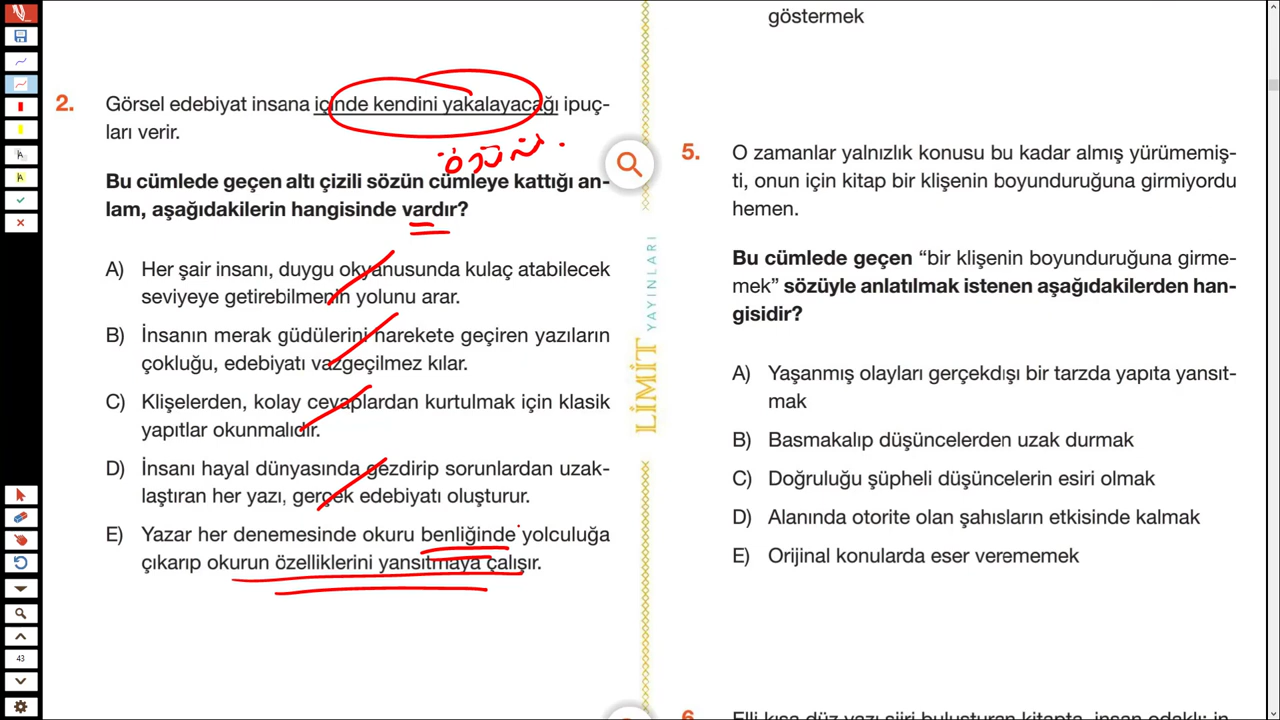 göstermek
2. Görsel edebiyat insana içinde kendini yakalayacağı ipuç-
ları verir.
özünü
Bu cümlede geçen altı çizili sözün cümleye kattığı an-
lam, aşağıdakilerin hangisinde vardır?
A) Her şair insanı, duygu okyanusunda kulaç atabilecek
seviyeye getirebilmenin yolunu arar.
B) İnsanın merak güdülerini harekete geçiren yazıların
çokluğu, edebiyatı vazgeçilmez kılar.
C) Klişelerden, kolay cevaplardan kurtulmak için klasik
yapıtlar okunmalıdır.
D) İnsanı hayal dünyasında gezdirip sorunlardan uzak-
laştıran her yazı, gerçek edebiyatı oluşturur.
E) Yazar her denemesinde okuru benliğinde yolculuğa
çıkarıp okurun özelliklerini yansıtmaya çalışır.
LİMİT YAYINLARI
5. O zamanlar yalnızlık konusu bu kadar almış yürümemiş-
ti, onun için kitap bir klişenin boyunduruğuna girmiyordu
hemen.
Bu cümlede geçen “bir klişenin boyunduruğuna girme-
mek” sözüyle anlatılmak istenen aşağıdakilerden han-
gisidir?
A) Yaşanmış olayları gerçekdışı bir tarzda yapıta yansıt-
mak
B) Basmakalıp düşüncelerden uzak durmak
C) Doğruluğu şüpheli düşüncelerin esiri olmak
D) Alanında otorite olan şahısların etkisinde kalmak
E) Orijinal konularda eser verememek
43